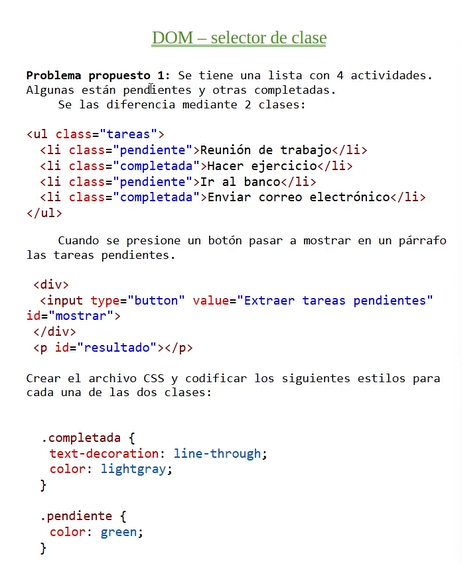 DOM – selector de clase
Problema propuesto 1: Se tiene una lista con 4 actividades.
Algunas están pendientes y otras completadas.
Se las diferencia mediante 2 clases:
<ul class="tareas">
<li class="pendiente">Reunión de trabajo</li>
<li class="completada">Hacer ejercicio</li>
<li class="pendiente">Ir al banco</li>
<li class="completada">Enviar correo electrónico</li>
</ul>
Cuando se presione un botón pasar a mostrar en un párrafo
las tareas pendientes.
<div>
<input type="button" value="Extraer tareas pendientes"
id="mostrar">
</div>
<p id="resultado"></p>
Crear el archivo CSS y codificar los siguientes estilos para
cada una de las dos clases:
.completada {
text-decoration: line-through;
color: lightgray;
}
.pendiente {
color: green;
}